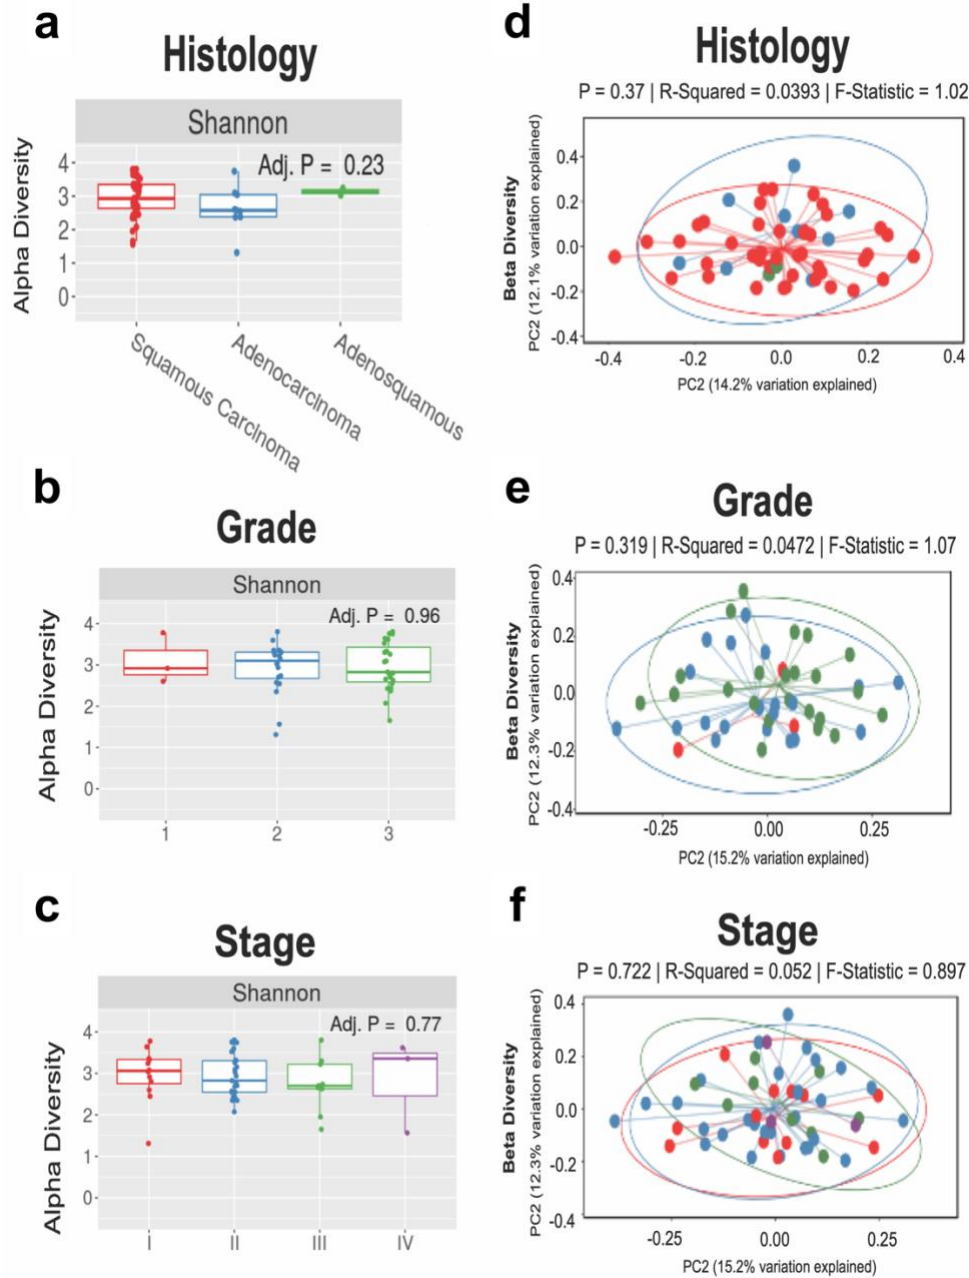 a
Histology
Shannon
Adj. P = 0.23
Alpha Diversity
4
3
2
1
0
Squamous Carcinoma
Adenocarcinoma
Adenosquamous
d
Histology
P = 0.37 | R-Squared = 0.0393 | F-Statistic = 1.02
Beta Diversity
PC2 (12.1% variation explained)
0.4
0.2
0.0
-0.2
-0.4
-0.4 -0.2 0.0 0.2 0.4
PC2 (14.2% variation explained)
b
Grade
Shannon
Adj. P = 0.96
Alpha Diversity
4
3
2
1
0
1 2 3
e
Grade
P = 0.319 | R-Squared = 0.0472 | F-Statistic = 1.07
Beta Diversity
PC2 (12.3% variation explained)
0.4
0.2
0.0
-0.2
-0.4
-0.25 0.00 0.25
PC2 (15.2% variation explained)
c
Stage
Shannon
Adj. P = 0.77
Alpha Diversity
4
3
2
1
0
I II III IV
f
Stage
P = 0.722 | R-Squared = 0.052 | F-Statistic = 0.897
Beta Diversity
PC2 (12.3% variation explained)
0.4
0.2
0.0
-0.2
-0.4
-0.25 0.00 0.25
PC2 (15.2% variation explained)